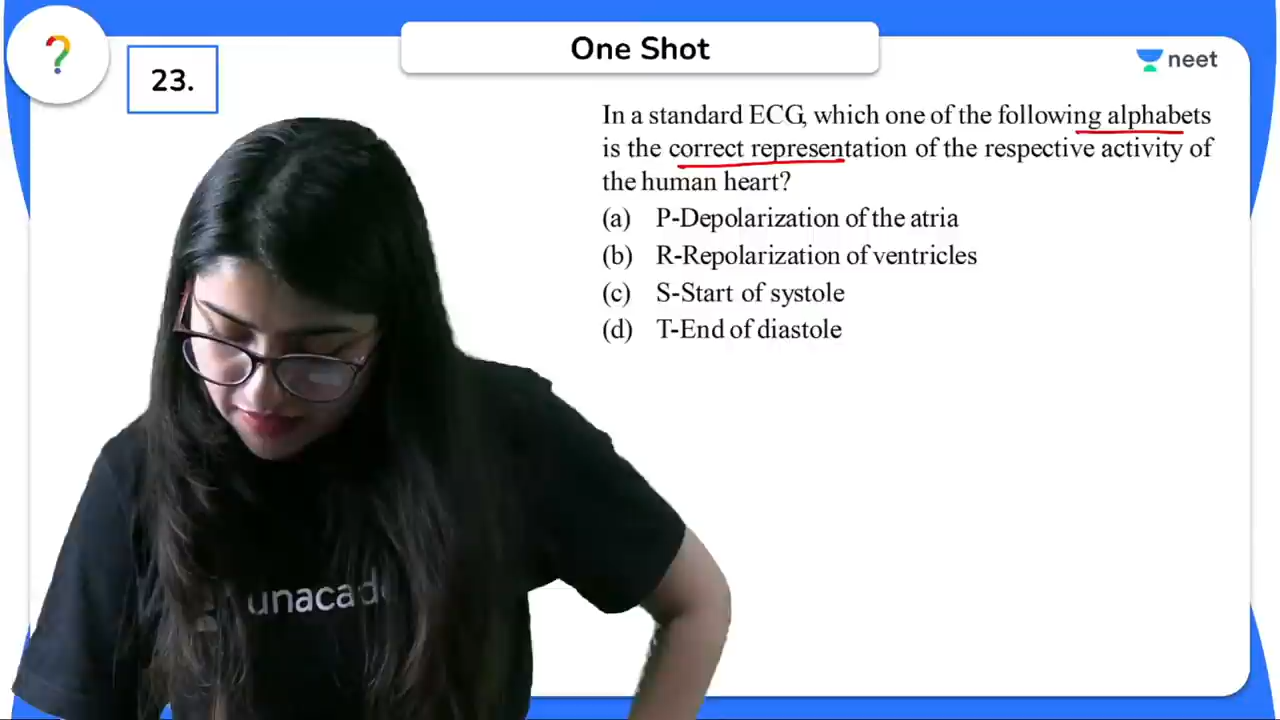 ?
23.
One Shot
neet
In a standard ECG, which one of the following alphabets
is the correct representation of the respective activity of
the human heart?
(a) P-Depolarization of the atria
(b) R-Repolarization of ventricles
(c) S-Start of systole
(d) T-End of diastole
unacad